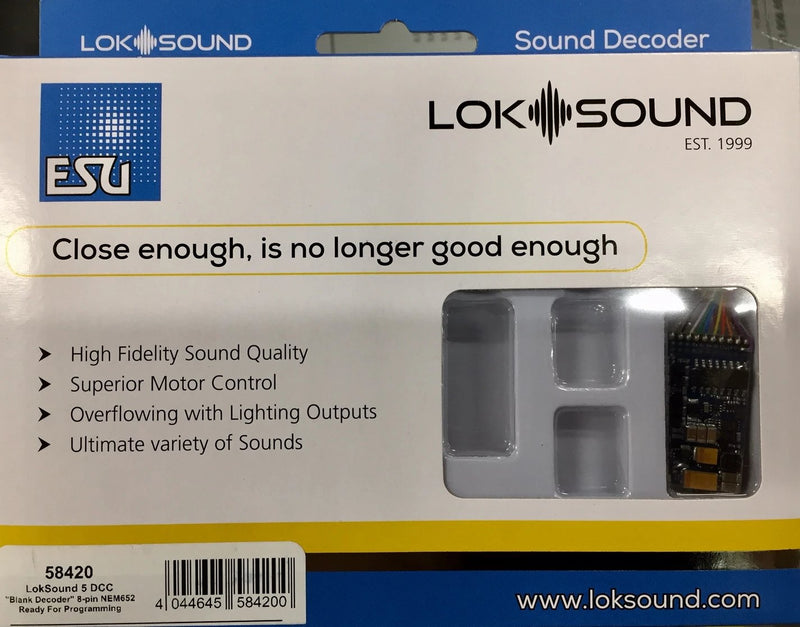 LOKSOUND Sound Decoder
ESU
LOKSOUND
EST. 1999
Close enough, is no longer good enough
High Fidelity Sound Quality
Superior Motor Control
Overflowing with Lighting Outputs
Ultimate variety of Sounds
58420
LokSound 5 DCC
"Blank Decoder" 8-pin NEM652
Ready For Programming
4 044645 584200
www.loksound.com